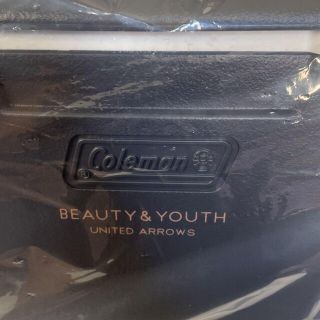 Coleman
®
BEAUTY & YOUTH
UNITED ARROWS